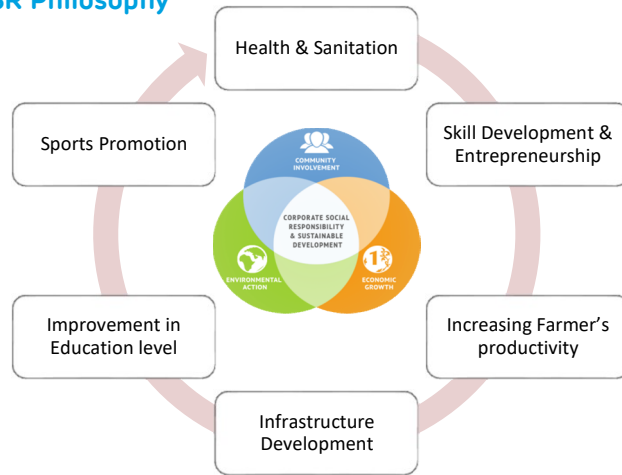 SR Philosophy
Health & Sanitation
Skill Development &
Entrepreneurship
Increasing Farmer's
productivity
Infrastructure
Development
Improvement in
Education level
Sports Promotion
COMMUNITY
INVOLVEMENT
CORPORATE SOCIAL
RESPONSIBILITY
& SUSTAINABLE
DEVELOPMENT
ENVIRONMENTAL
ACTION
1
ECONOMIC
GROWTH